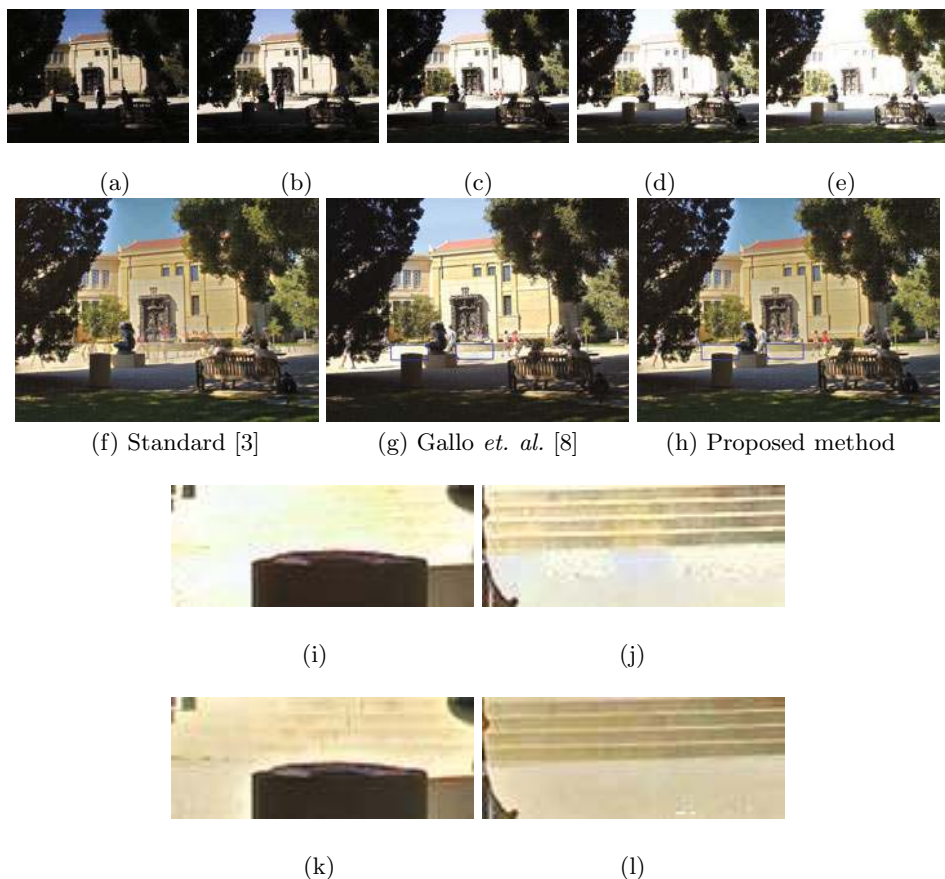 (a) (b) (c) (d) (e)
(f) Standard [3] (g) Gallo et. al. [8] (h) Proposed method
(i) (j)
(k) (l)